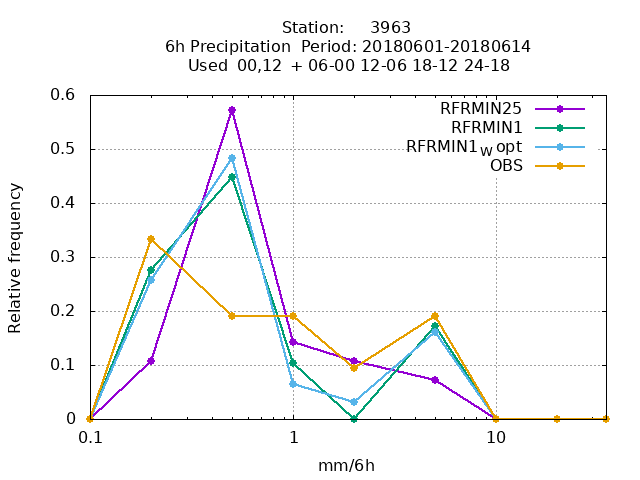 Station: 3963
6h Precipitation Period: 20180601-20180614
Used 00,12 + 06-00 12-06 18-12 24-18
0.6
0.5
0.4
0.3
0.2
0.1
0
Relative frequency
RFRMIN25
RFRMIN1
RFRMIN1W opt
OBS
0.1
1
10
mm/6h